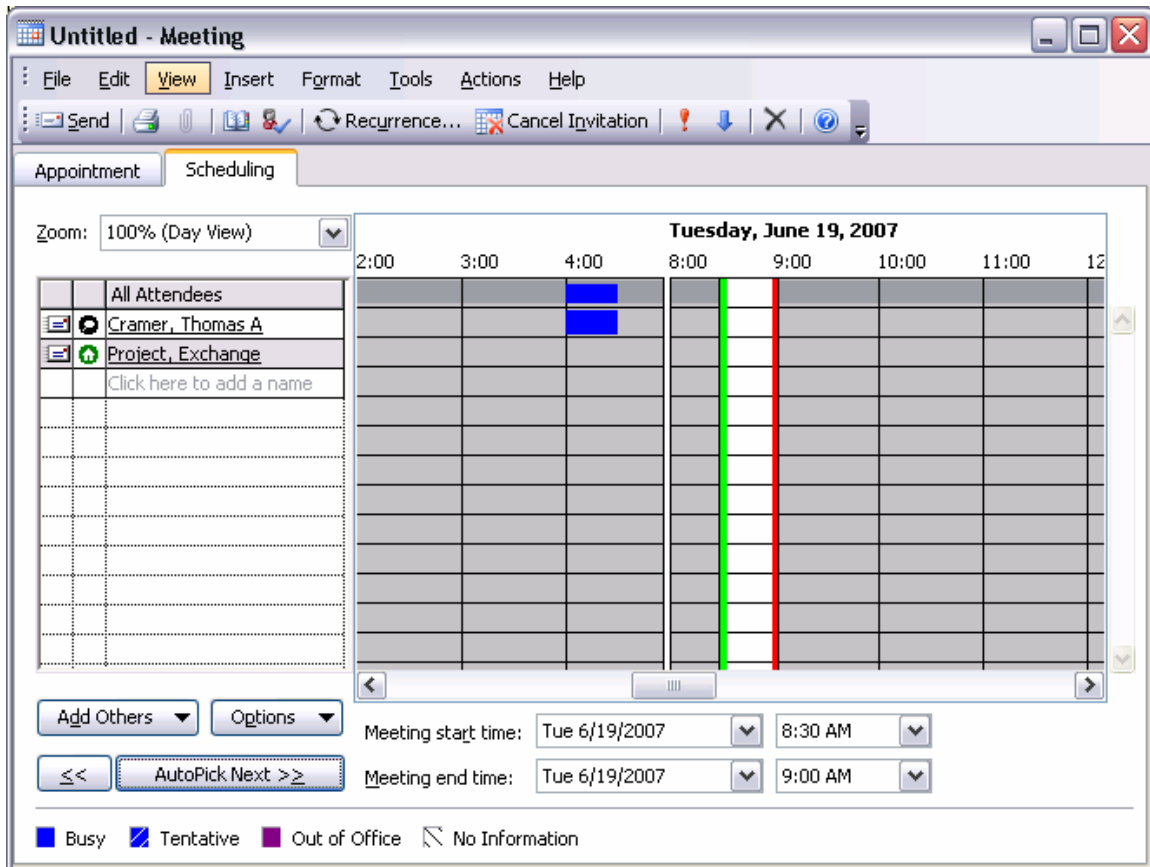 Untitled - Meeting
File Edit View Insert Format Tools Actions Help
Send Recurrence... Cancel Invitation
Appointment Scheduling
Zoom: 100% (Day View)
Tuesday, June 19, 2007
2:00 3:00 4:00 8:00 9:00 10:00 11:00 12
All Attendees
Cramer, Thomas A
Project, Exchange
Click here to add a name
Add Others Options
Meeting start time: Tue 6/19/2007 8:30 AM
<< AutoPick Next >>
Meeting end time: Tue 6/19/2007 9:00 AM
Busy Tentative Out of Office No Information